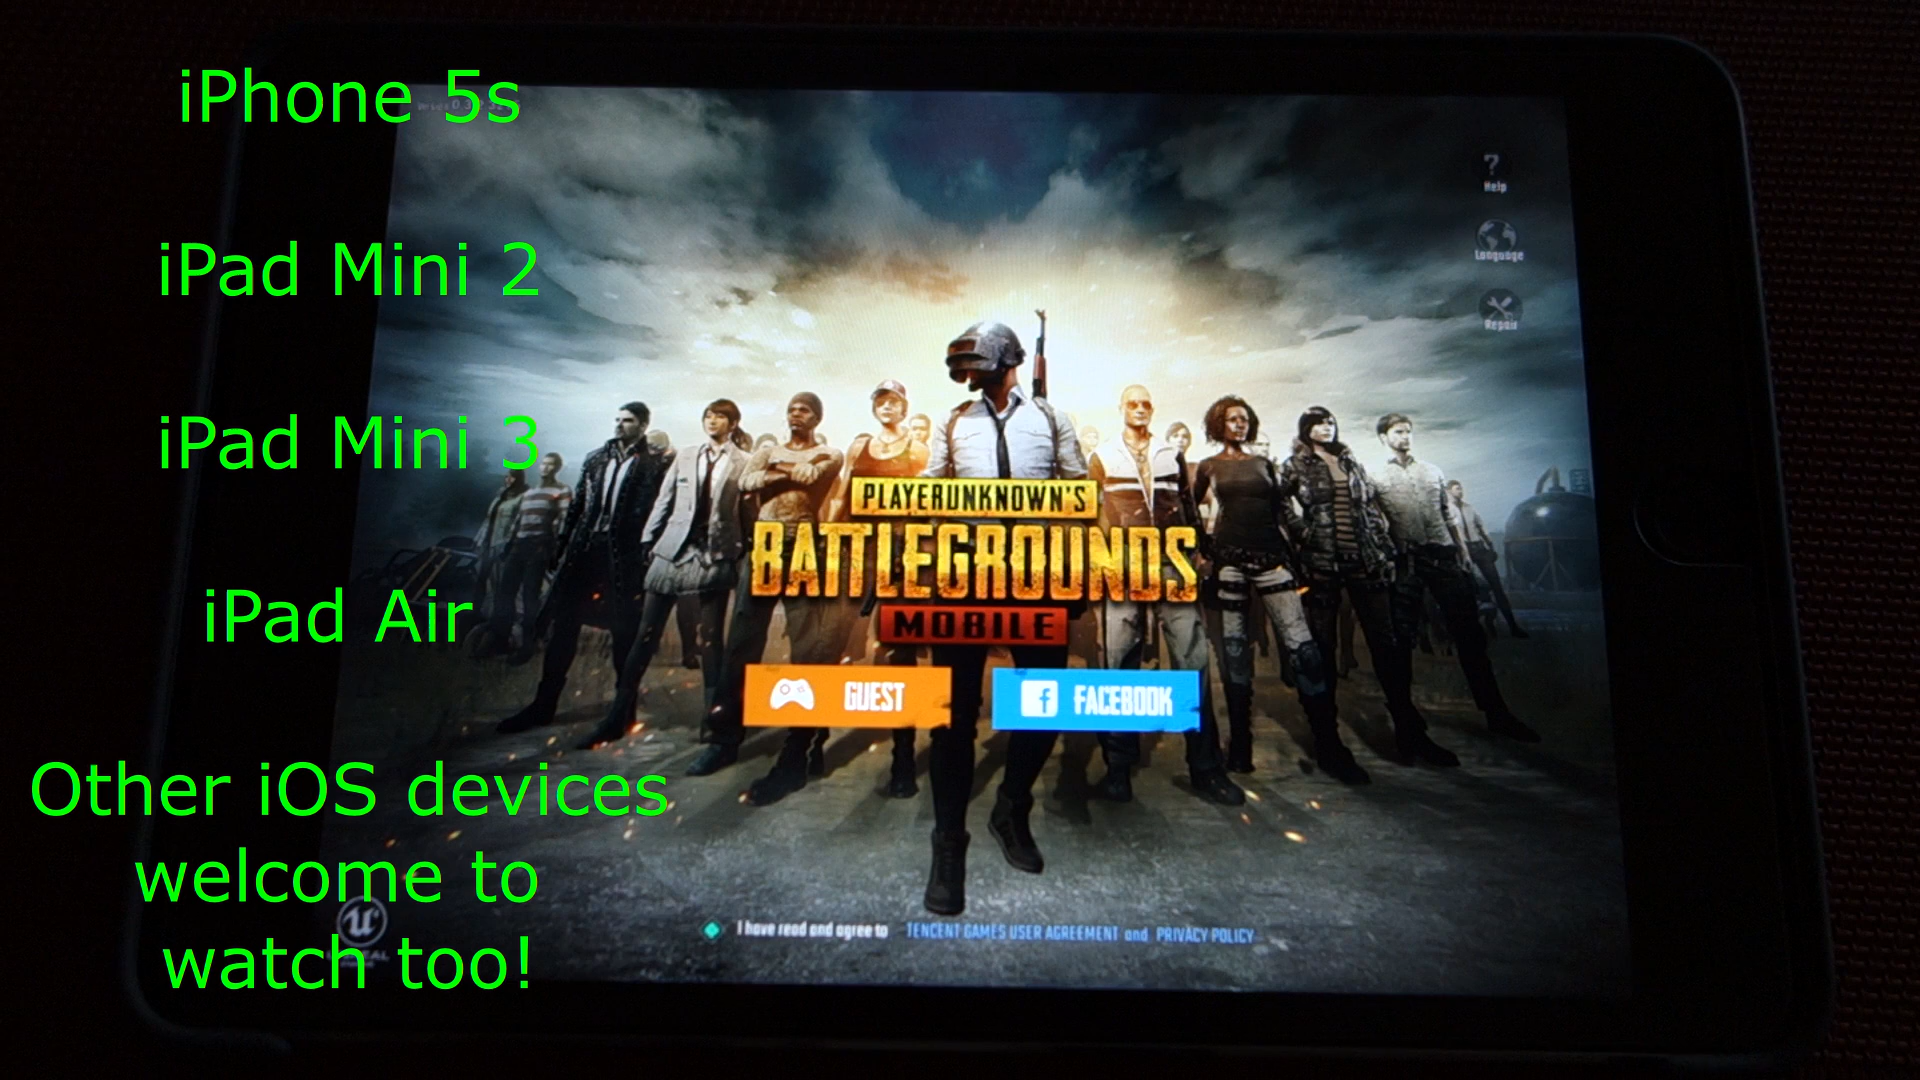 iPhone 5s
iPad Mini 2
iPad Mini 3
iPad Air
Other iOS devices
welcome to
watch too!
?
Help
Language
Repair
PLAYERUNKNOWN'S
BATTLEGROUNDS
MOBILE
GUEST
f FACEBOOK
I have read and agree to TENCENT GAMES USER AGREEMENT and PRIVACY POLICY